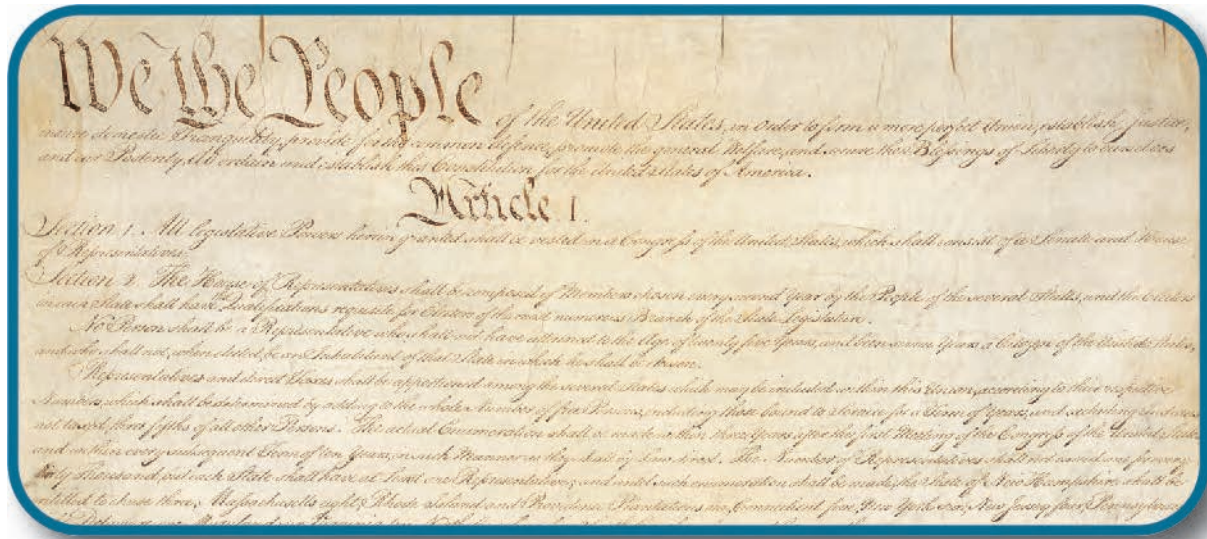 We the People of the United States, in Order to form a more perfect Union, establish Justice,
insure domestic Tranquility, provide for the common defence, promote the general Welfare, and secure the Blessings of Liberty to ourselves
and our Posterity, do ordain and establish this Constitution for the United States of America.
Article I.
Section 1. All legislative Powers herein granted shall be vested in a Congress of the United States, which shall consist of a Senate and House
of Representatives.
Section 2. The House of Representatives shall be composed of Members chosen every second Year by the People of the several States, and the Electors
in each State shall have the Qualifications requisite for Electors of the most numerous Branch of the State Legislature.
No Person shall be a Representative who shall not have attained to the Age of twenty five Years, and been seven Years a Citizen of the United States,
and who shall not, when elected, be an Inhabitant of that State in which he shall be chosen.
Representatives and direct Taxes shall be apportioned among the several States which may be included within this Union, according to their respective
Numbers, which shall be determined by adding to the whole Number of free Persons, including those bound to Service for a Term of Years, and excluding Indians
not taxed, three fifths of all other Persons. The actual Enumeration shall be made within three Years after the first Meeting of the Congress of the United States,
and within every subsequent Term of ten Years, in such Manner as they shall by Law direct. The Number of Representatives shall not exceed one for every
thirty Thousand, but each State shall have at Least one Representative; and until such enumeration shall be made, the State of New Hampshire shall be
entitled to chuse three, Massachusetts eight, Rhode Island and Providence Plantations one, Connecticut five, New York six, New Jersey four, Pennsylvania